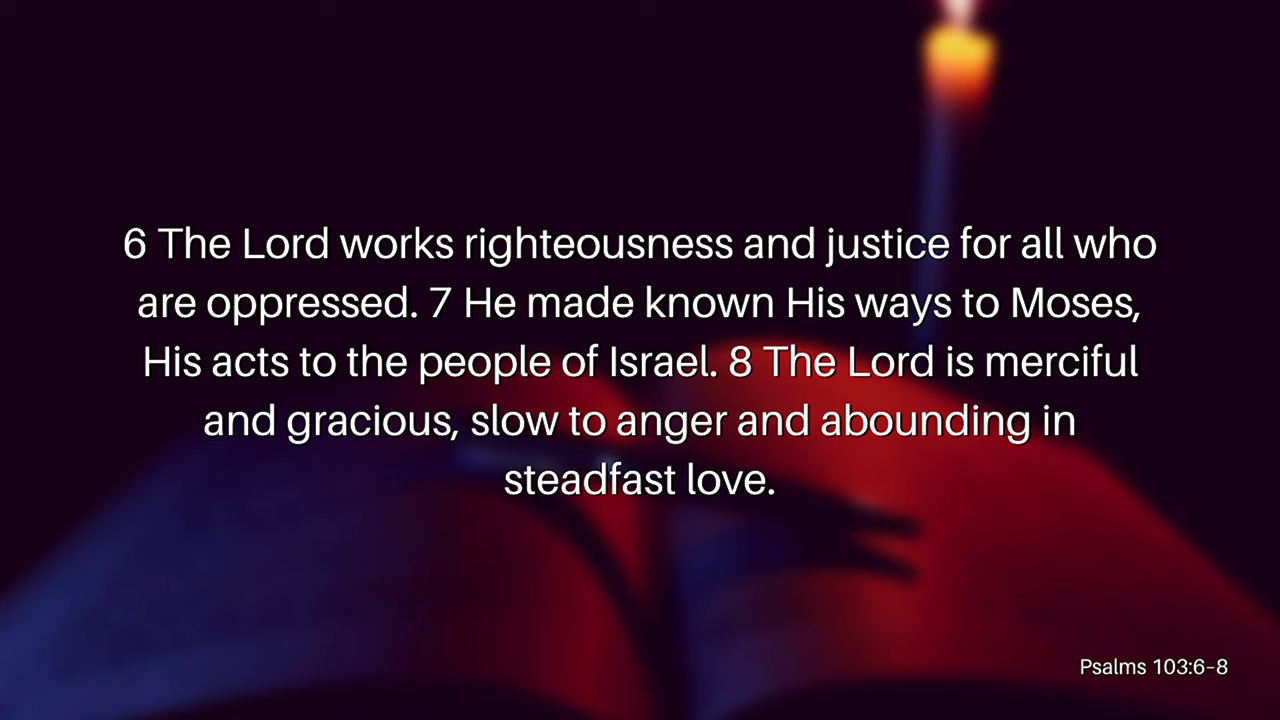 6 The Lord works righteousness and justice for all who
are oppressed. 7 He made known His ways to Moses,
His acts to the people of Israel. 8 The Lord is merciful
and gracious, slow to anger and abounding in
steadfast love.
Psalms 103:6–8